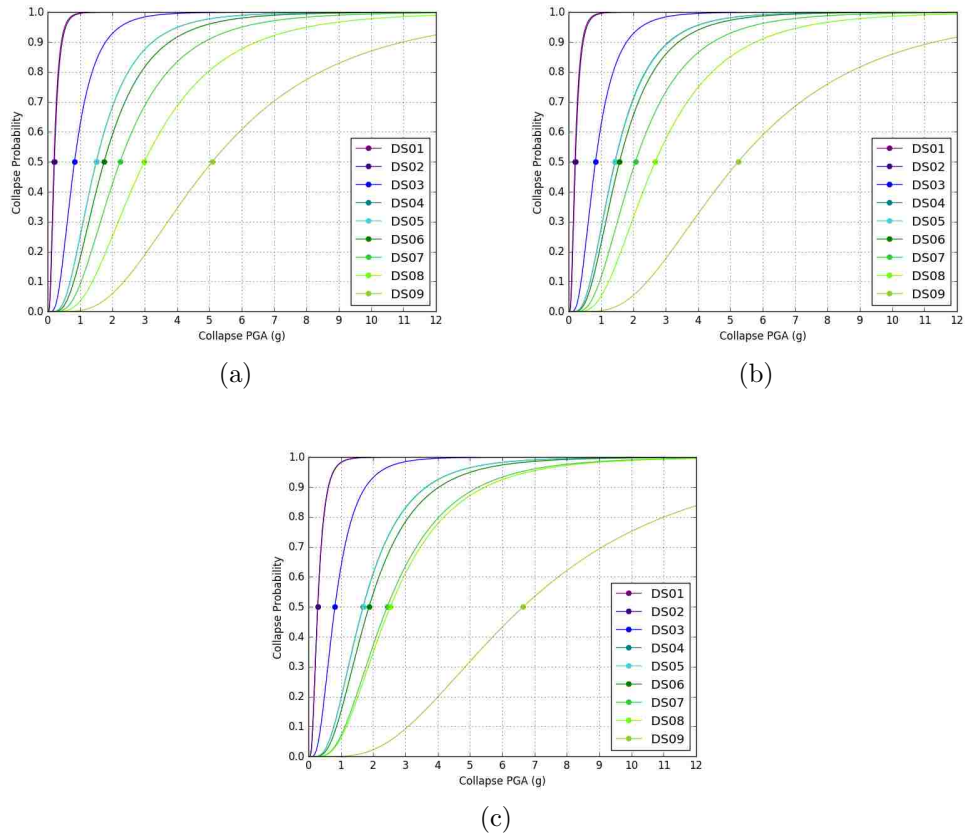 1.0
0.9
0.8
0.7
0.6
0.5
0.4
0.3
0.2
0.1
0.0
Collapse Probability
DS01
DS02
DS03
DS04
DS05
DS06
DS07
DS08
DS09
0 1 2 3 4 5 6 7 8 9 10 11 12
Collapse PGA (g)
(a)
1.0
0.9
0.8
0.7
0.6
0.5
0.4
0.3
0.2
0.1
0.0
Collapse Probability
DS01
DS02
DS03
DS04
DS05
DS06
DS07
DS08
DS09
0 1 2 3 4 5 6 7 8 9 10 11 12
Collapse PGA (g)
(b)
1.0
0.9
0.8
0.7
0.6
0.5
0.4
0.3
0.2
0.1
0.0
Collapse Probability
DS01
DS02
DS03
DS04
DS05
DS06
DS07
DS08
DS09
0 1 2 3 4 5 6 7 8 9 10 11 12
Collapse PGA (g)
(c)